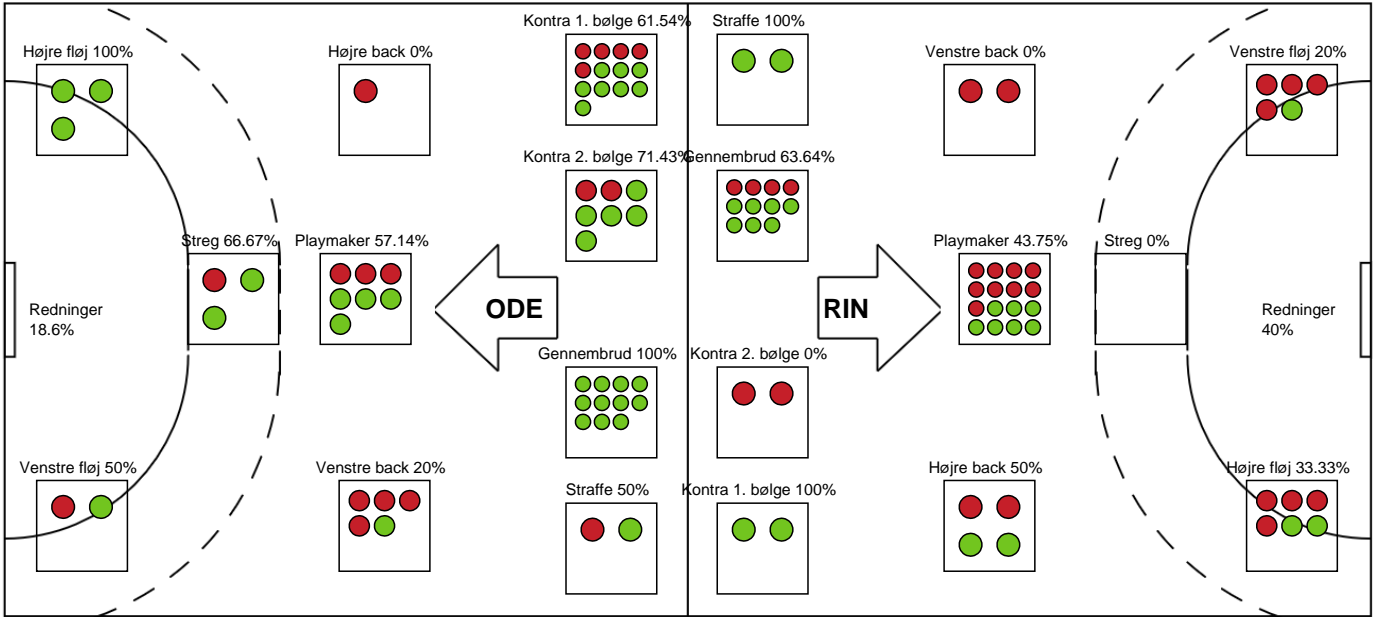 Kontra 1. bølge 61.54%
Straffe 100%
Højre fløj 100%
Højre back 0%
Venstre back 0%
Venstre fløj 20%
Kontra 2. bølge 71.43%
Gennembrud 63.64%
Streg 66.67%
Playmaker 57.14%
Playmaker 43.75%
Streg 0%
Redninger
18.6%
ODE
RIN
Redninger
40%
Gennembrud 100%
Kontra 2. bølge 0%
Venstre fløj 50%
Venstre back 20%
Højre back 50%
Højre fløj 33.33%
Straffe 50%
Kontra 1. bølge 100%